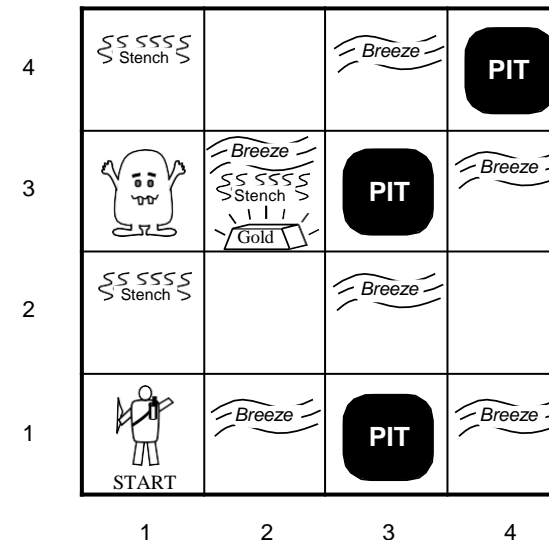 4
Stench
Breeze
PIT
3
Breeze
Stench
Gold
PIT
Breeze
2
Stench
Breeze
1
START
Breeze
PIT
Breeze
1 2 3 4